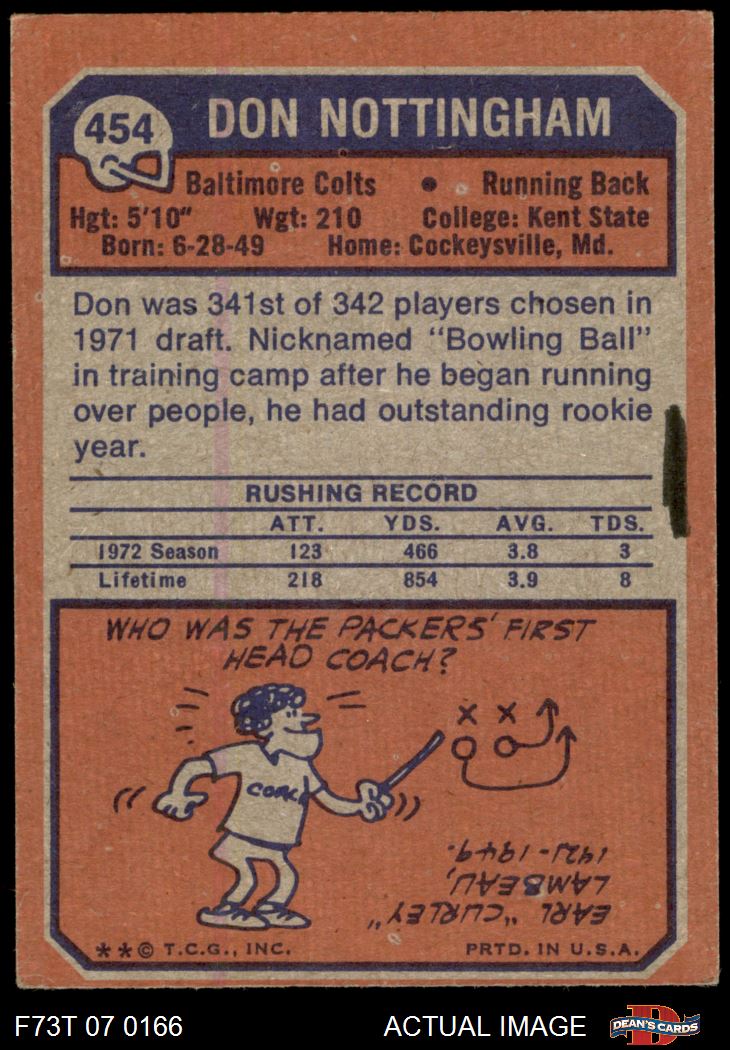 454
DON NOTTINGHAM
Baltimore Colts • Running Back
Hgt: 5'10" Wgt: 210 College: Kent State
Born: 6-28-49 Home: Cockeysville, Md.
Don was 341st of 342 players chosen in
1971 draft. Nicknamed "Bowling Ball"
in training camp after he began running
over people, he had outstanding rookie
year.
RUSHING RECORD
ATT. YDS. AVG. TDS.
1972 Season 123 466 3.8 3
Lifetime 218 854 3.9 8
WHO WAS THE PACKERS' FIRST
HEAD COACH?
X X
EARL "CURLEY"
LAMBEAU,
1921-1949.
**© T.C.G., INC. PRTD. IN U.S.A.
F73T 07 0166 ACTUAL IMAGE DEAN'S CARDS